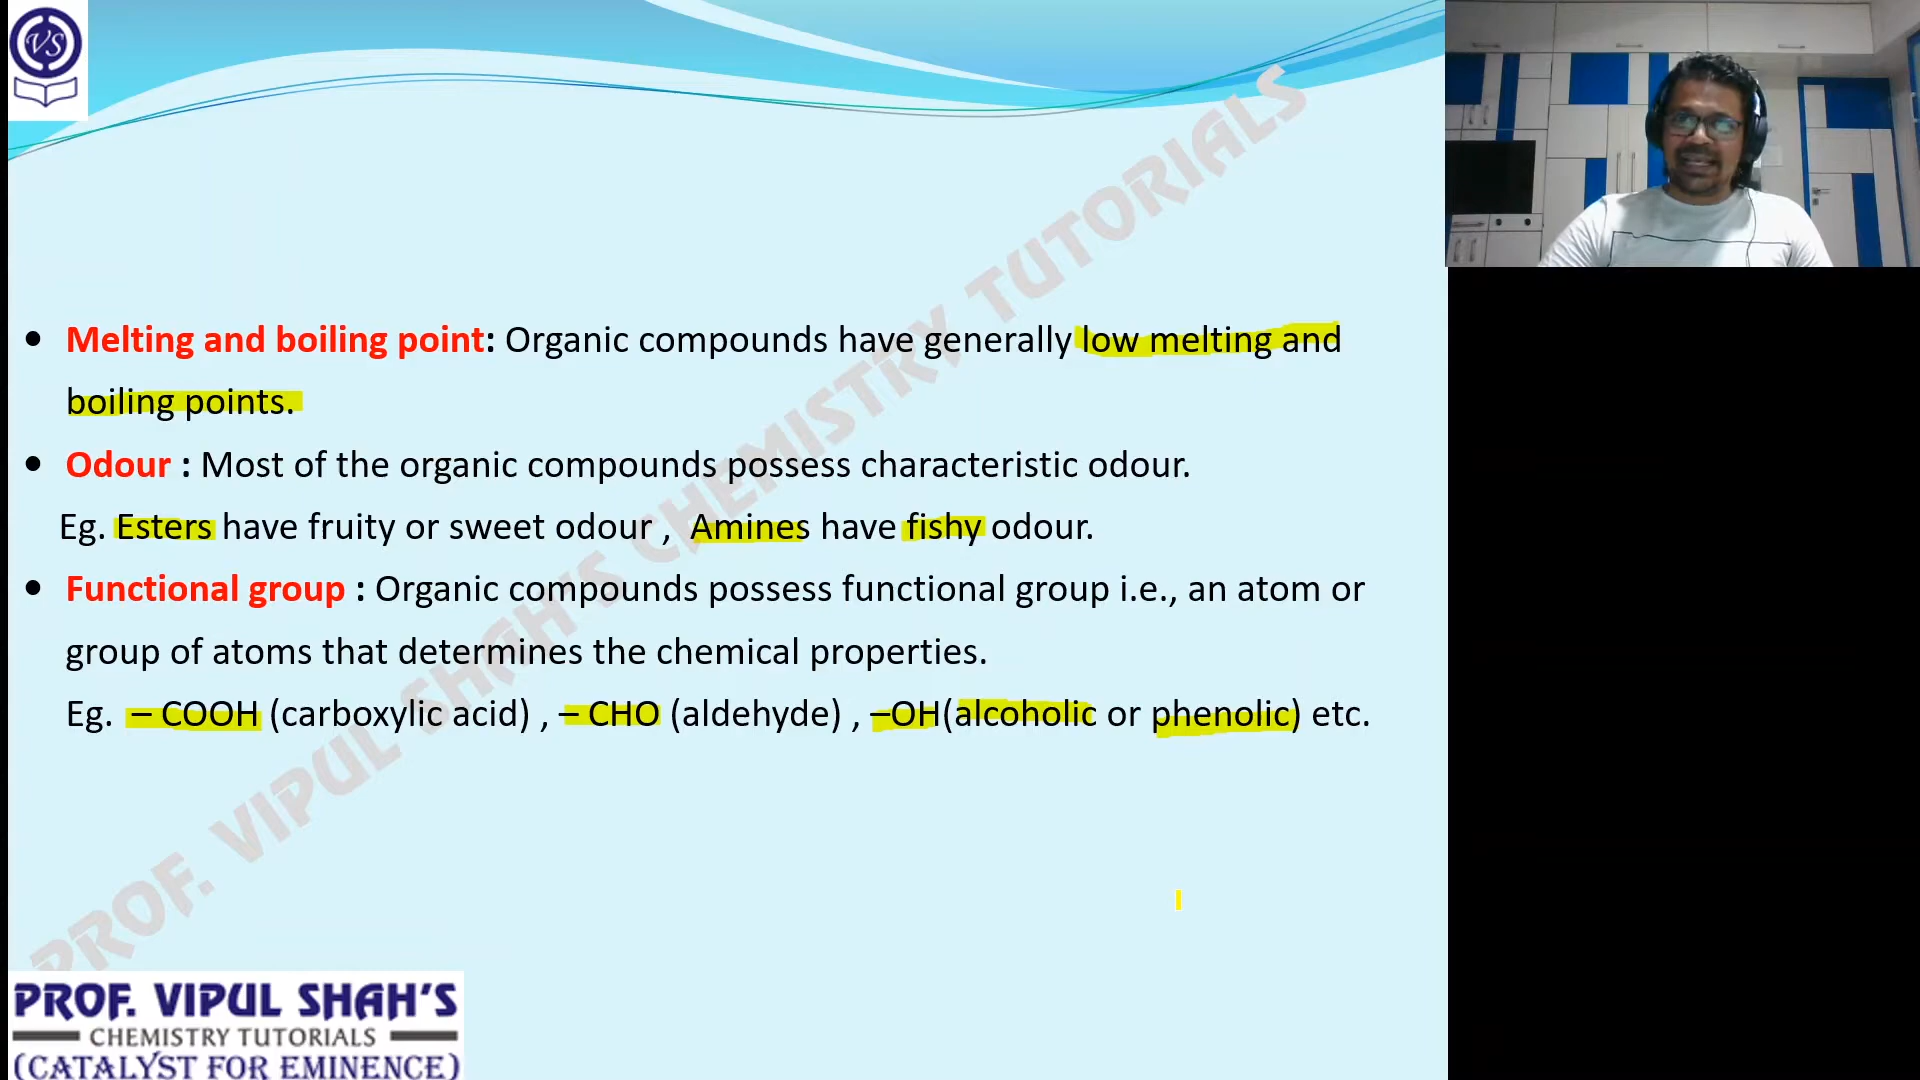 VS
• Melting and boiling point: Organic compounds have generally low melting and
boiling points.
• Odour : Most of the organic compounds possess characteristic odour.
Eg. Esters have fruity or sweet odour , Amines have fishy odour.
• Functional group : Organic compounds possess functional group i.e., an atom or
group of atoms that determines the chemical properties.
Eg. – COOH (carboxylic acid) , – CHO (aldehyde) , –OH(alcoholic or phenolic) etc.
PROF. VIPUL SHAH'S CHEMISTRY TUTORIALS
PROF. VIPUL SHAH'S
CHEMISTRY TUTORIALS
(CATALYST FOR EMINENCE)